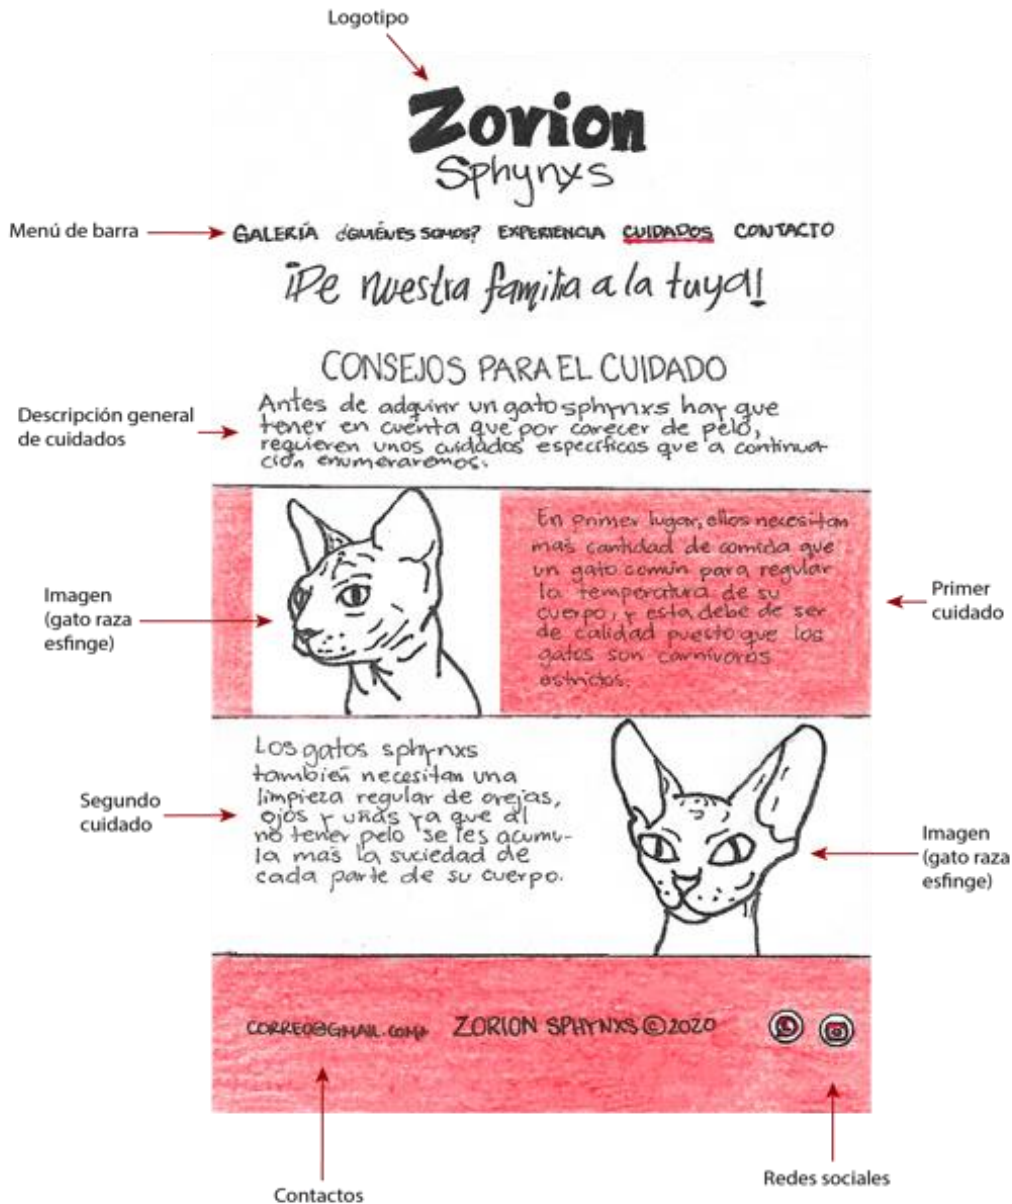 Logotipo
Zorion
Sphynxs
Menú de barra
GALERÍA ¿QUIÉNES SOMOS? EXPERIENCIA CUIDADOS CONTACTO
¡De nuestra familia a la tuya!
CONSEJOS PARA EL CUIDADO
Descripción general
de cuidados
Antes de adquirir un gato sphynxs hay que
tener en cuenta que por carecer de pelo,
requieren unos cuidados específicos que a continua-
ción enumeraremos.
Imagen
(gato raza
esfinge)
En primer lugar, ellos necesitan
mas cantidad de comida que
un gato común para regular
la temperatura de su
cuerpo, y esta debe de ser
de calidad puesto que los
gatos son carnívoros
estrictos.
Primer
cuidado
Segundo
cuidado
Los gatos sphynxs
también necesitan una
limpieza regular de orejas,
ojos y uñas ya que al
no tener pelo se les acumu-
la mas la suciedad de
cada parte de su cuerpo.
Imagen
(gato raza
esfinge)
CORREO@GMAIL.COM ZORION SPHYNXS © 2020
Contactos
Redes sociales